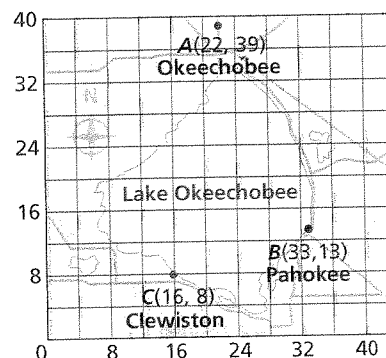 40
A(22, 39)
Okeechobee
32
N
24
Lake Okeechobee
16
B(33,13)
8
Pahokee
C(16, 8)
Clewiston
0 8 16 24 32 40